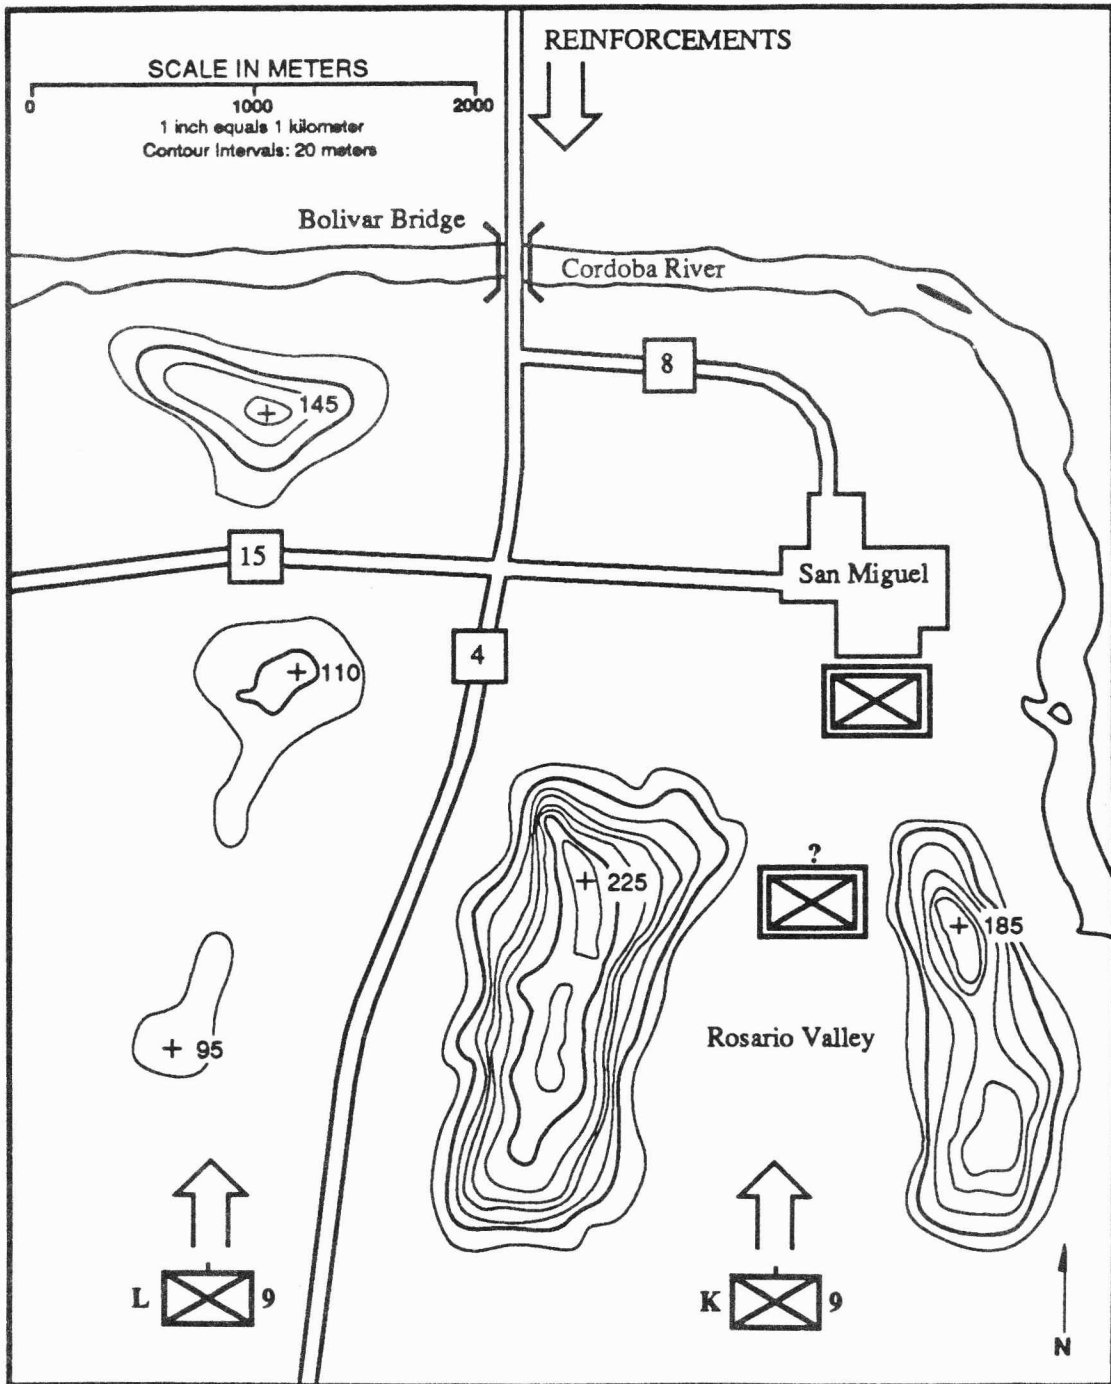 REINFORCEMENTS
SCALE IN METERS
0 1000 2000
1 inch equals 1 kilometer
Contour Intervals: 20 meters
Bolivar Bridge
Cordoba River
8
145
15
San Miguel
110
4
?
225
185
Rosario Valley
95
L 9
K 9
N